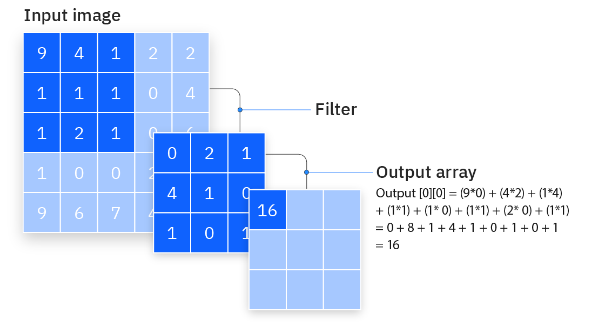 Input image
9 4 1 2 2
1 1 1 0 4
1 2 1
1 0 0
9 6 7
Filter
0 2 1
4 1 0
1 0 1
Output array
16
Output [0][0] = (9*0) + (4*2) + (1*4)
+ (1*1) + (1* 0) + (1*1) + (2* 0) + (1*1)
= 0 + 8 + 1 + 4 + 1 + 0 + 1 + 0 + 1
= 16